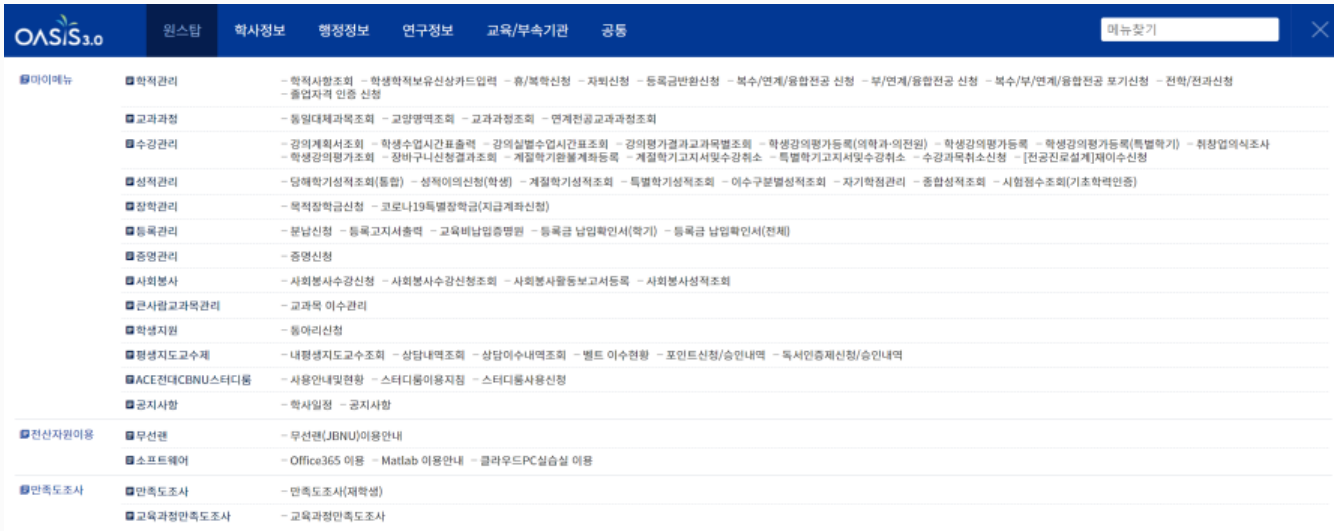 OASIS3.0 원스탑 학사정보 행정정보 연구정보 교육/부속기관 공통 메뉴찾기
마이메뉴 학적관리 - 학적사항조회 - 학생학적보유신상카드입력 - 휴/복학신청 - 자퇴신청 - 등록금반환신청 - 복수/연계/융합전공 신청 - 부/연계/융합전공 신청 - 복수/부/연계/융합전공 포기신청 - 전학/전과신청
- 졸업자격 인증 신청
교과과정 - 동일대체과목조회 - 교양영역조회 - 교과과정조회 - 연계전공교과과정조회
수강관리 - 강의계획서조회 - 학생수업시간표출력 - 강의실별수업시간표조회 - 강의평가결과교과목별조회 - 학생강의평가등록(의학과·의전원) - 학생강의평가등록 - 학생강의평가등록(특별학기) - 취창업의식조사
- 학생강의평가조회 - 장바구니신청결과조회 - 계절학기환불계좌등록 - 계절학기고지서및수강취소 - 특별학기고지서및수강취소 - 수강과목취소신청 - [전공진로설계]재이수신청
성적관리 - 당해학기성적조회(통합) - 성적이의신청(학생) - 계절학기성적조회 - 특별학기성적조회 - 이수구분별성적조회 - 자기학점관리 - 종합성적조회 - 시험점수조회(기초학력인증)
장학관리 - 목적장학금신청 - 코로나19특별장학금(지급계좌신청)
등록관리 - 분납신청 - 등록고지서출력 - 교육비납입증명원 - 등록금 납입확인서(학기) - 등록금 납입확인서(전체)
증명관리 - 증명신청
사회봉사 - 사회봉사수강신청 - 사회봉사수강신청조회 - 사회봉사활동보고서등록 - 사회봉사성적조회
큰사람교과목관리 - 교과목 이수관리
학생지원 - 동아리신청
평생지도교수제 - 내평생지도교수조회 - 상담내역조회 - 상담이수내역조회 - 벨트 이수현황 - 포인트신청/승인내역 - 독서인증제신청/승인내역
ACE전대CBNU스터디룸 - 사용안내및현황 - 스터디룸이용지침 - 스터디룸사용신청
공지사항 - 학사일정 - 공지사항
전산자원이용 무선랜 - 무선랜(JBNU)이용안내
소프트웨어 - Office365 이용 - Matlab 이용안내 - 클라우드PC실습실 이용
만족도조사 만족도조사 - 만족도조사(재학생)
교육과정만족도조사 - 교육과정만족도조사